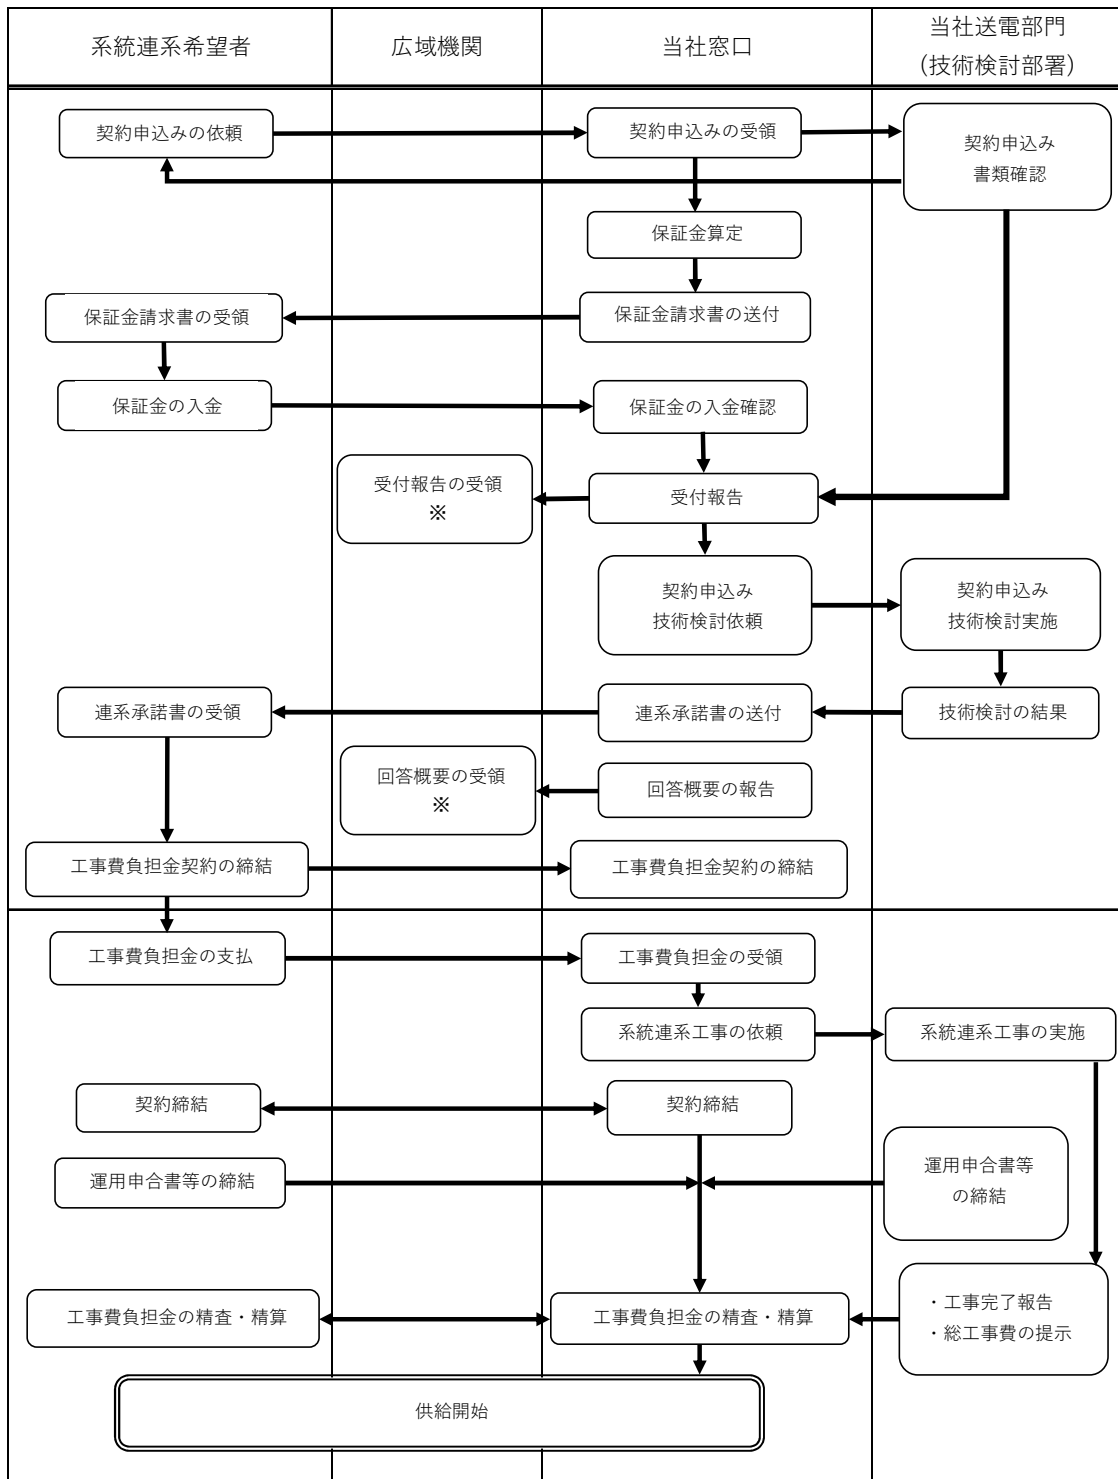 系統連系希望者
広域機関
当社窓口
当社送電部門
（技術検討部署）
契約申込みの依頼
契約申込みの受領
契約申込み
書類確認
保証金算定
保証金請求書の受領
保証金請求書の送付
保証金の入金
保証金の入金確認
受付報告の受領
※
受付報告
契約申込み
技術検討依頼
契約申込み
技術検討実施
連系承諾書の受領
連系承諾書の送付
技術検討の結果
回答概要の受領
※
回答概要の報告
工事費負担金契約の締結
工事費負担金契約の締結
工事費負担金の支払
工事費負担金の受領
系統連系工事の依頼
系統連系工事の実施
契約締結
契約締結
運用申合書等の締結
運用申合書等
の締結
工事費負担金の精査・精算
工事費負担金の精査・精算
・工事完了報告
・総工事費の提示
供給開始